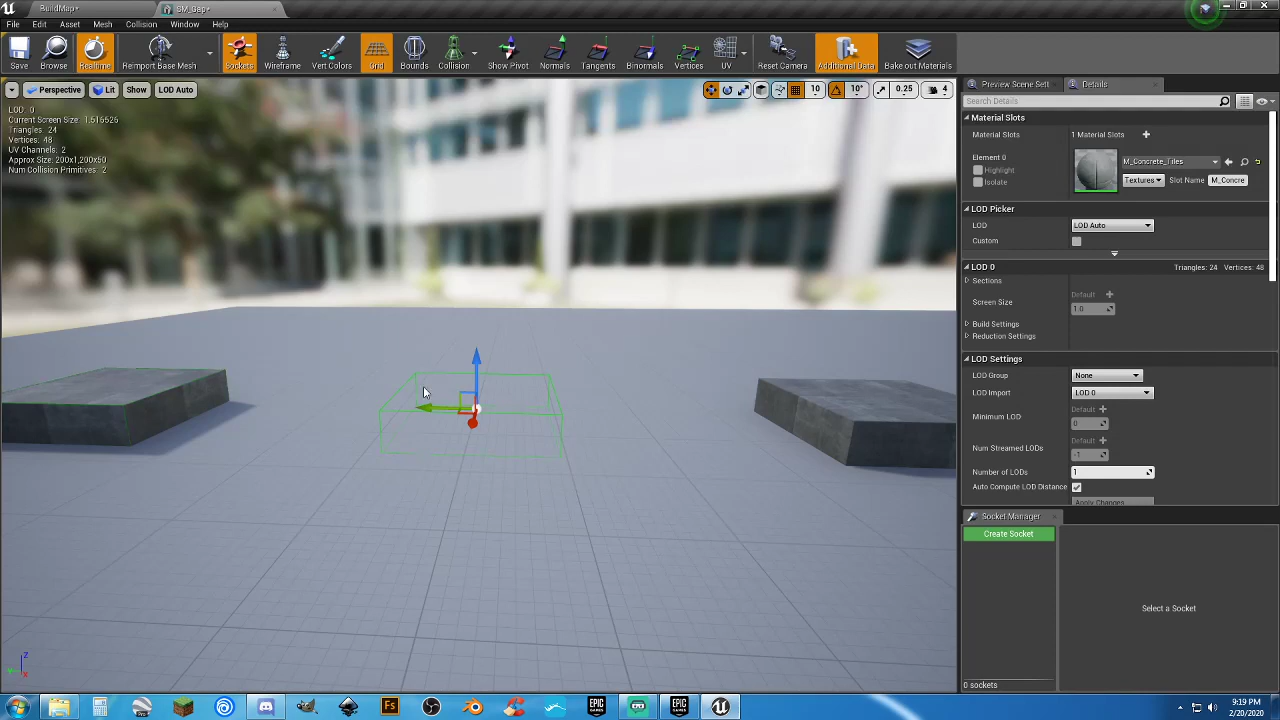 BuildMap*
SM_Gap*
File Edit Asset Mesh Collision Window Help
Save Browse Realtime Reimport Base Mesh Sockets Wireframe Vert Colors Grid Bounds Collision Show Pivot Normals Tangents Binormals Vertices UV Reset Camera Additional Data Bake out Materials
Perspective Lit Show LOD Auto
10 10° 0.25 4
LOD: 0
Current Screen Size: 1.516526
Triangles: 24
Vertices: 48
UV Channels: 2
Approx Size: 200x1,200x50
Num Collision Primitives: 2
Z
Y
X
Preview Scene Sett Details
Search Details
Material Slots
Material Slots 1 Material Slots
Element 0
Highlight
Isolate
M_Concrete_Tiles
Textures Slot Name M_Concre
LOD Picker
LOD LOD Auto
Custom
LOD 0 Triangles: 24 Vertices: 48
Sections
Screen Size Default
1.0
Build Settings
Reduction Settings
LOD Settings
LOD Group None
LOD Import LOD 0
Minimum LOD Default
0
Num Streamed LODs Default
-1
Number of LODs 1
Auto Compute LOD Distance
Apply Changes
Socket Manager
Create Socket
Select a Socket
0 sockets
Pro
Fs
EPIC GAMES
EPIC GAMES
9:19 PM
2/20/2020